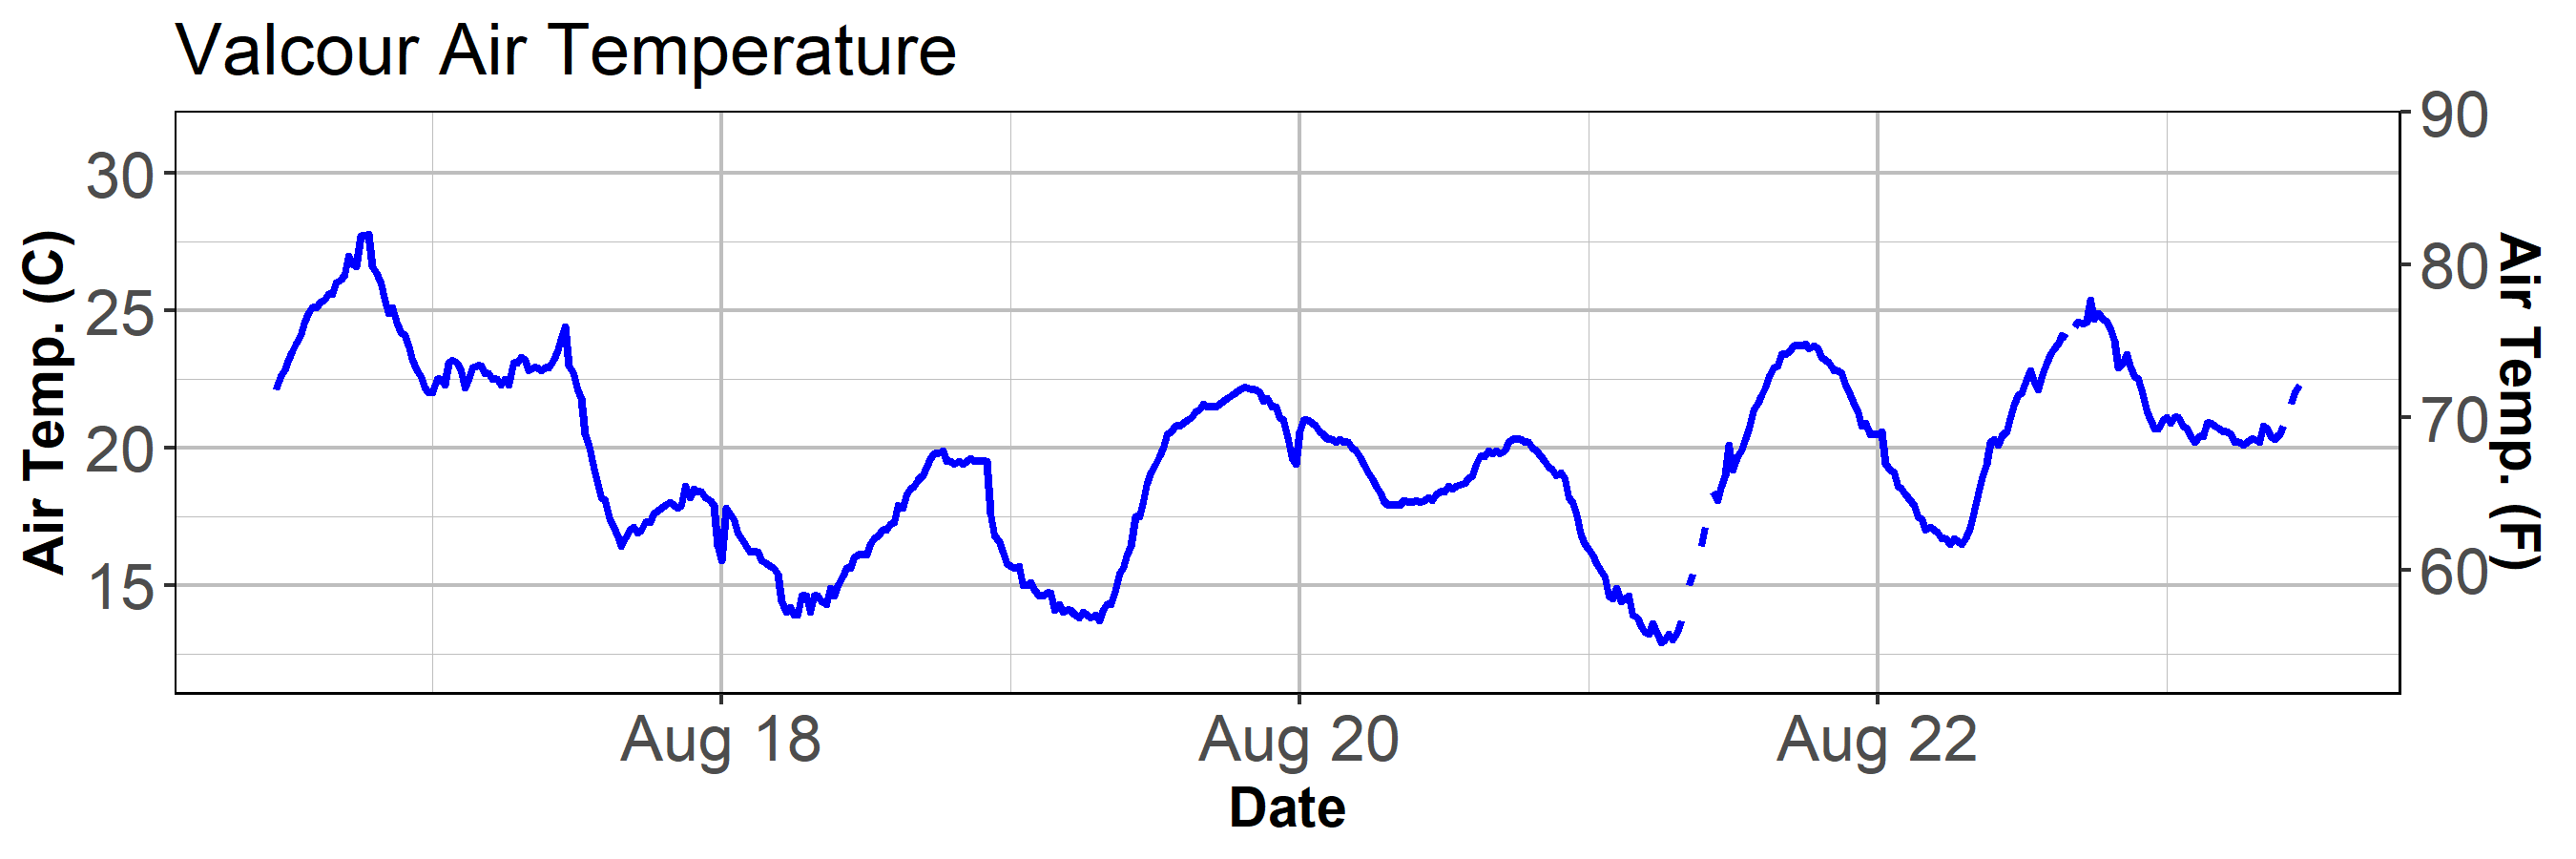 Valcour Air Temperature
Air Temp. (C)
30
25
20
15
90
80
70
60
Air Temp. (F)
Aug 18
Aug 20
Aug 22
Date